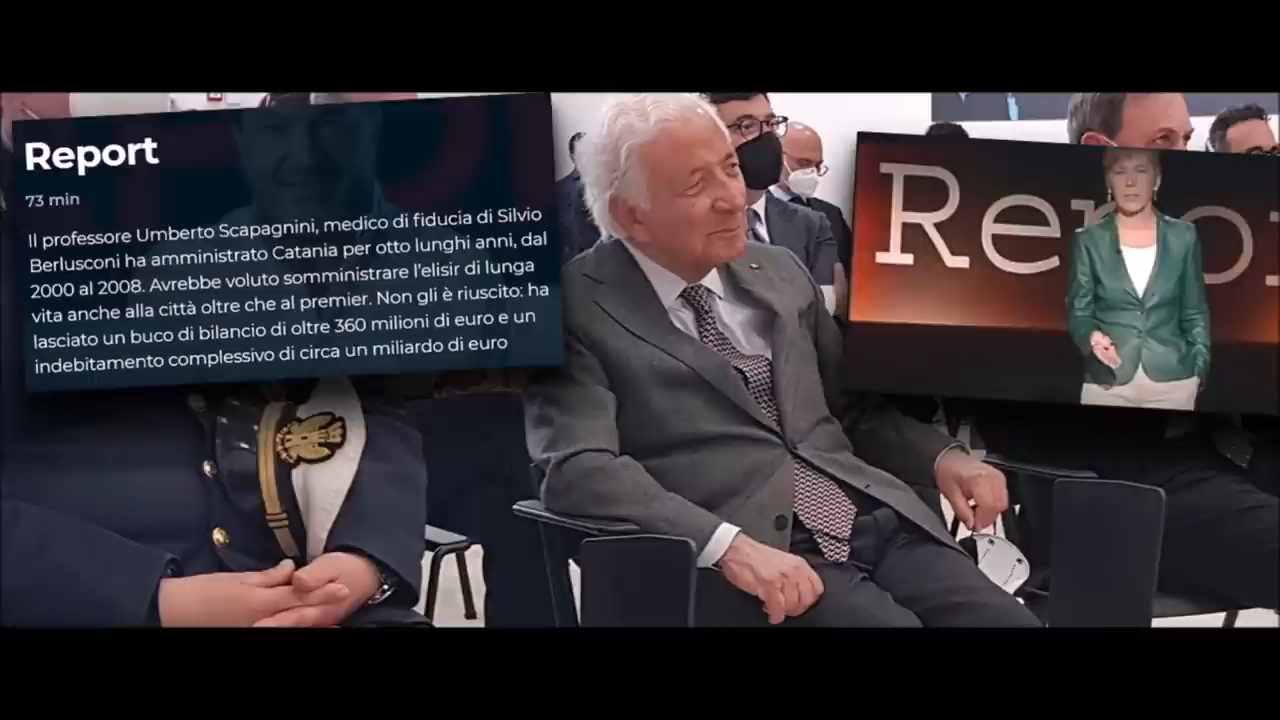 Report
73 min
Il professore Umberto Scapagnini, medico di fiducia di Silvio
Berlusconi ha amministrato Catania per otto lunghi anni, dal
2000 al 2008. Avrebbe voluto somministrare l'elisir di lunga
vita anche alla città oltre che al premier. Non gli è riuscito: ha
lasciato un buco di bilancio di oltre 360 milioni di euro e un
indebitamento complessivo di circa un miliardo di euro
Repor